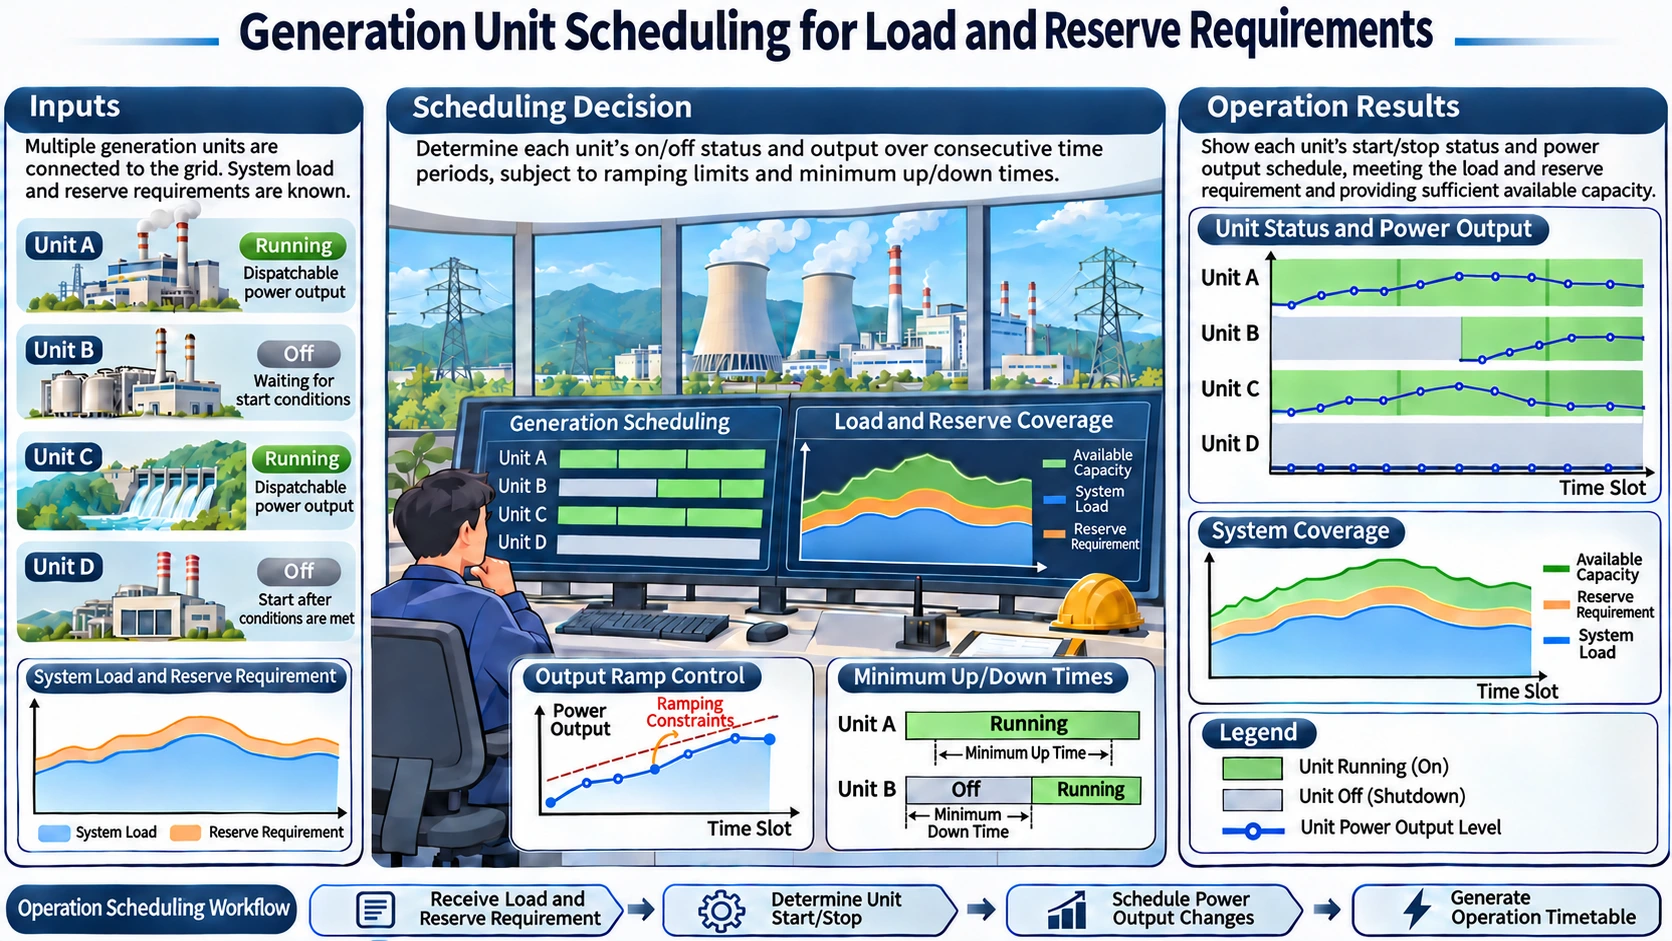 Generation Unit Scheduling for Load and Reserve Requirements
Inputs
Multiple generation units are
connected to the grid. System load
and reserve requirements are known.
Unit A
Running
Dispatchable
power output
Unit B
Off
Waiting for
start conditions
Unit C
Running
Dispatchable
power output
Unit D
Off
Start after
conditions are met
System Load and Reserve Requirement
System Load
Reserve Requirement
Scheduling Decision
Determine each unit's on/off status and output over consecutive time
periods, subject to ramping limits and minimum up/down times.
Generation Scheduling
Unit A
Unit B
Unit C
Unit D
Load and Reserve Coverage
Available
Capacity
System
Load
Reserve
Requirement
Output Ramp Control
Power
Output
Ramping
Constraints
Time Slot
Minimum Up/Down Times
Unit A
Running
Minimum Up Time
Unit B
Off
Running
Minimum
Down Time
Operation Results
Show each unit's start/stop status and power
output schedule, meeting the load and reserve
requirement and providing sufficient available capacity.
Unit Status and Power Output
Unit A
Unit B
Unit C
Unit D
Time Slot
System Coverage
Available
Capacity
Reserve
Requirement
System
Load
Time Slot
Legend
Unit Running (On)
Unit Off (Shutdown)
Unit Power Output Level
Operation Scheduling Workflow
Receive Load and
Reserve Requirement
Determine Unit
Start/Stop
Schedule Power
Output Changes
Generate
Operation Timetable